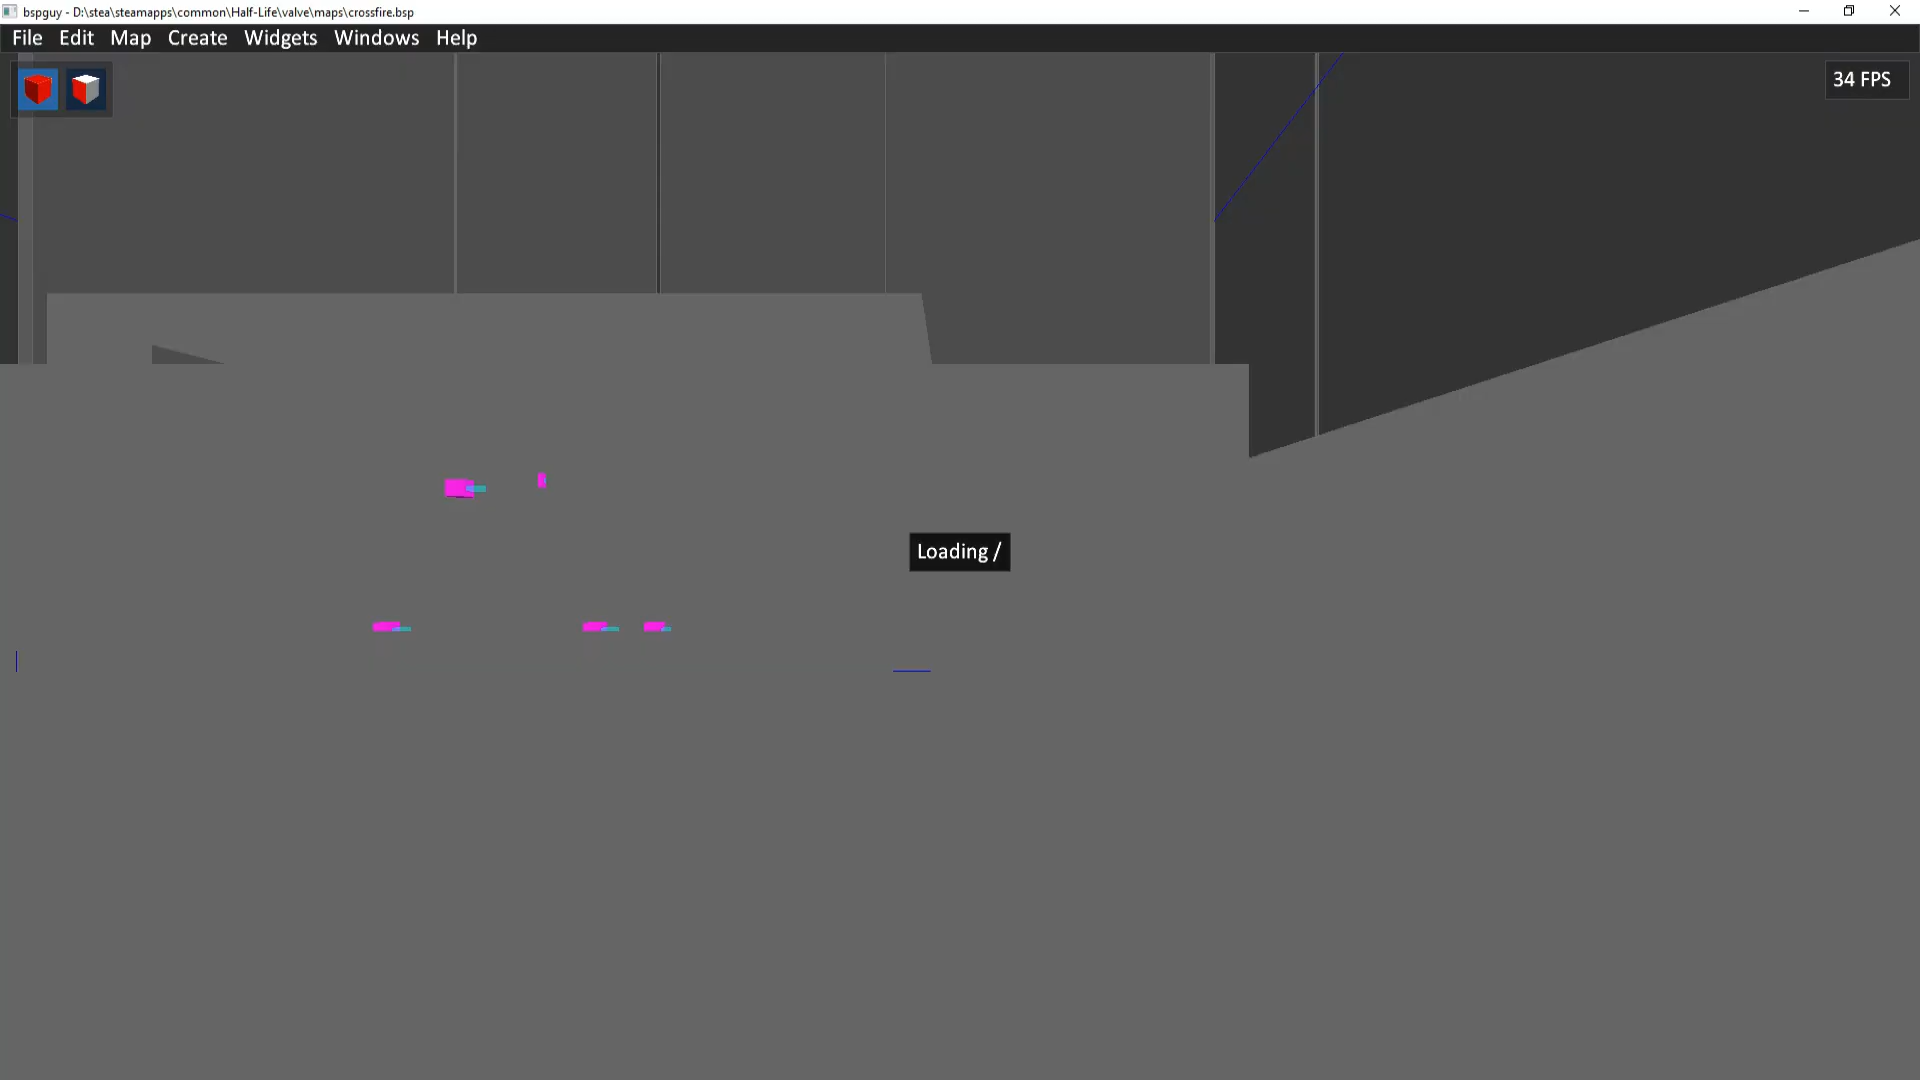 bspguy - D:\stea\steamapps\common\Half-Life\valve\maps\crossfire.bsp
File Edit Map Create Widgets Windows Help
34 FPS
Loading /